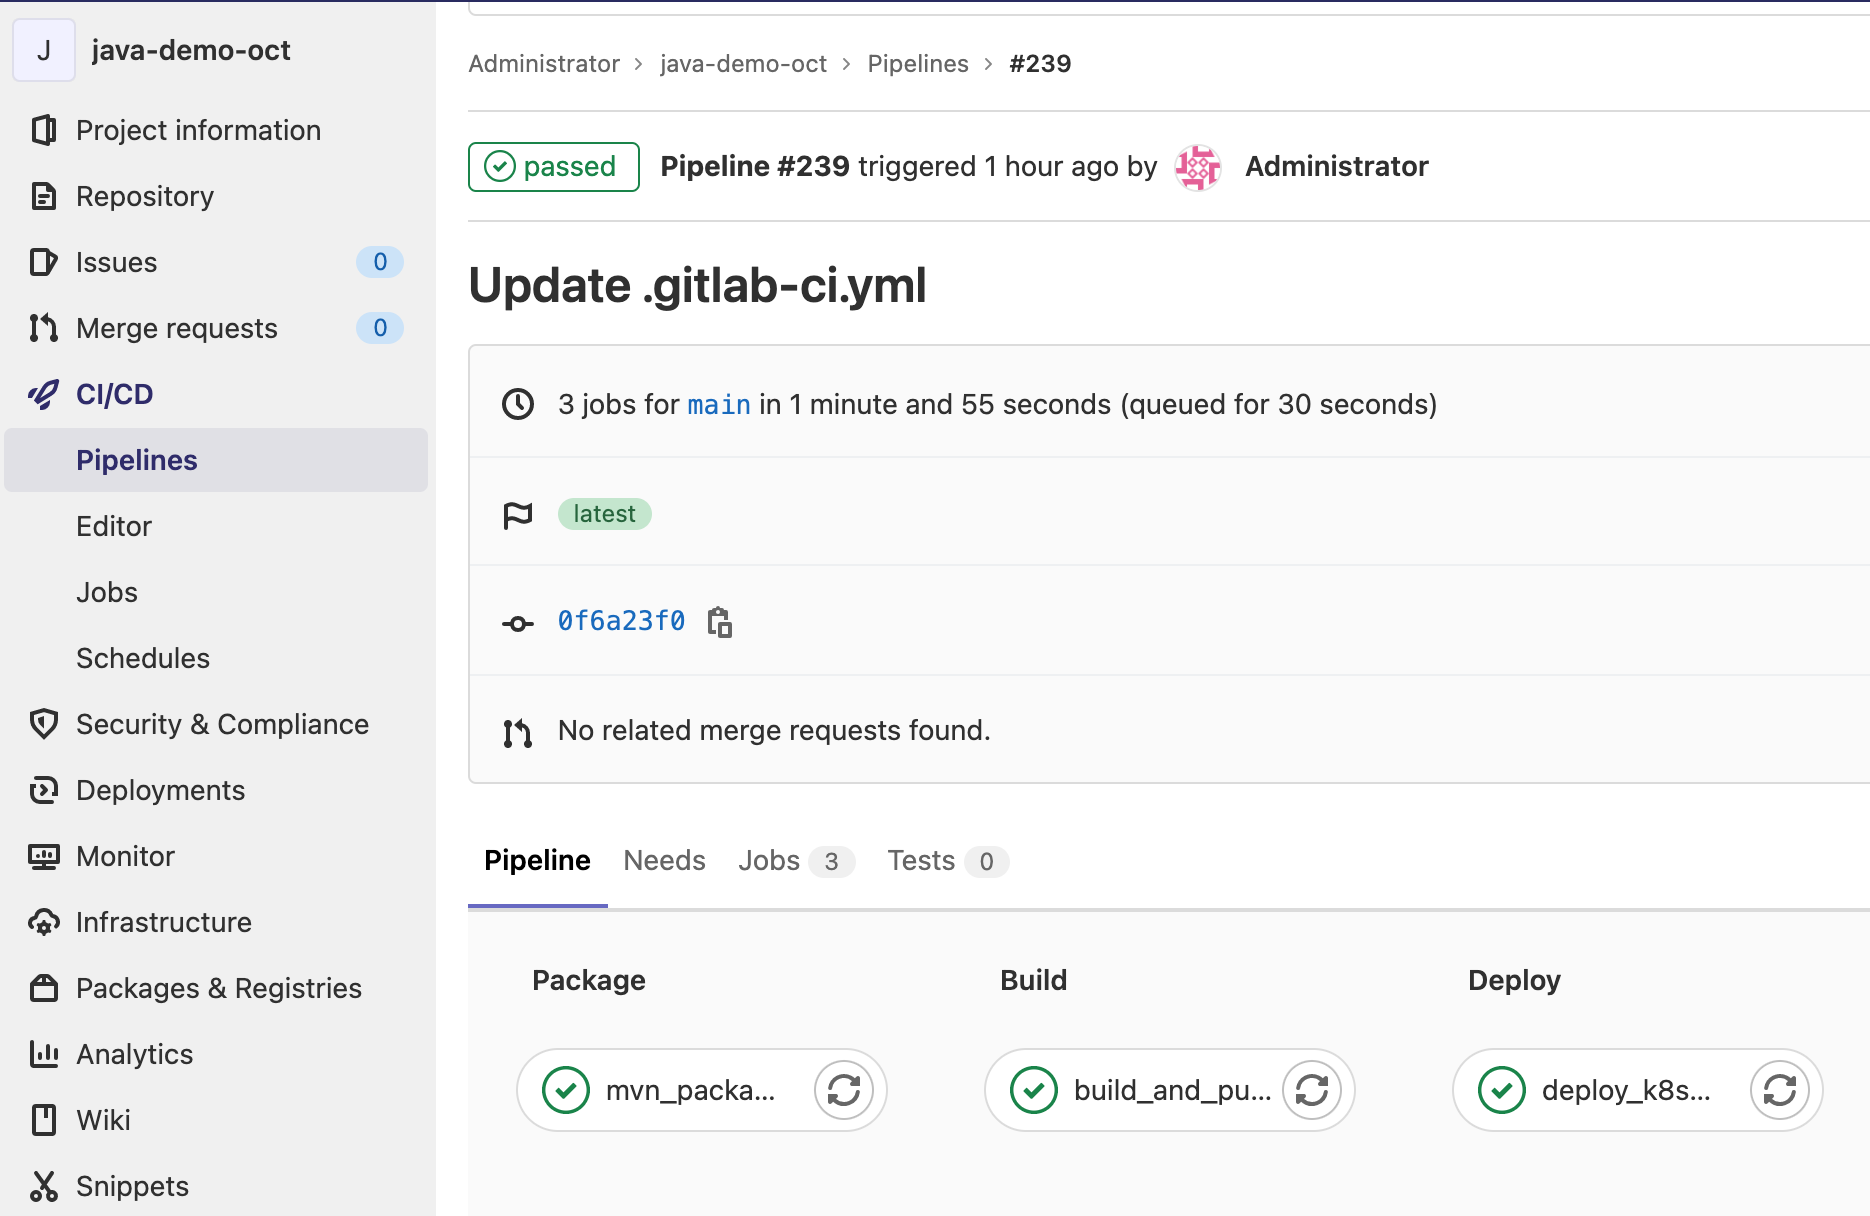 J
java-demo-oct
Project information
Repository
Issues 0
Merge requests 0
CI/CD
Pipelines
Editor
Jobs
Schedules
Security & Compliance
Deployments
Monitor
Infrastructure
Packages & Registries
Analytics
Wiki
Snippets
Administrator > java-demo-oct > Pipelines > #239
passed Pipeline #239 triggered 1 hour ago by Administrator
Update .gitlab-ci.yml
3 jobs for main in 1 minute and 55 seconds (queued for 30 seconds)
latest
0f6a23f0
No related merge requests found.
Pipeline Needs Jobs 3 Tests 0
Package Build Deploy
mvn_packa... build_and_pu... deploy_k8s...